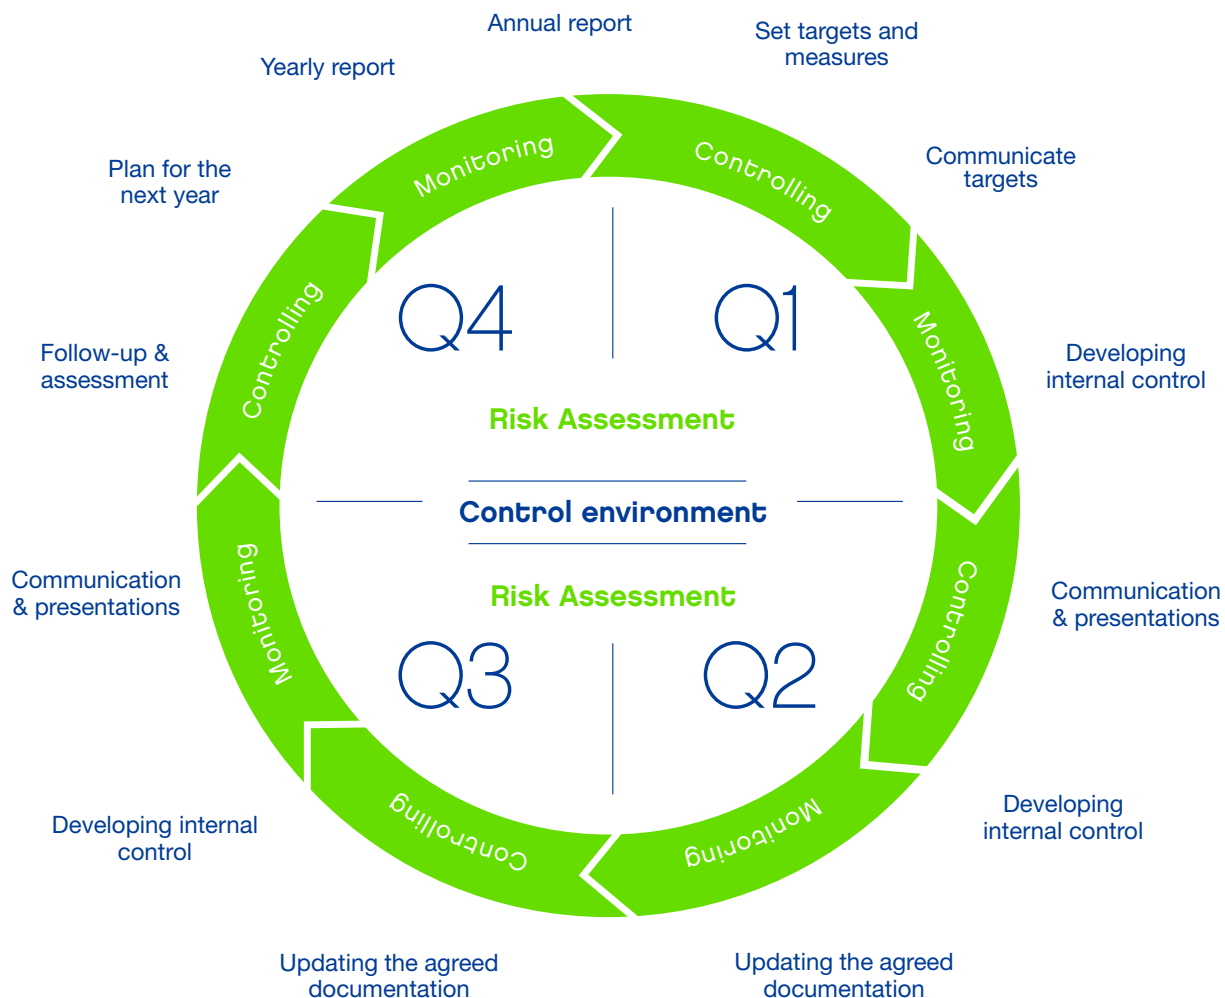 Annual report
Set targets and
measures
Yearly report
Communicate
targets
Plan for the
next year
Monitoring
Controlling
Q4
Q1
Controlling
Monitoring
Follow-up &
assessment
Developing
internal control
Risk Assessment
Control environment
Risk Assessment
Communication
& presentations
Monitoring
Controlling
Communication
& presentations
Q3
Q2
Controlling
Monitoring
Developing internal
control
Developing
internal control
Updating the agreed
documentation
Updating the agreed
documentation